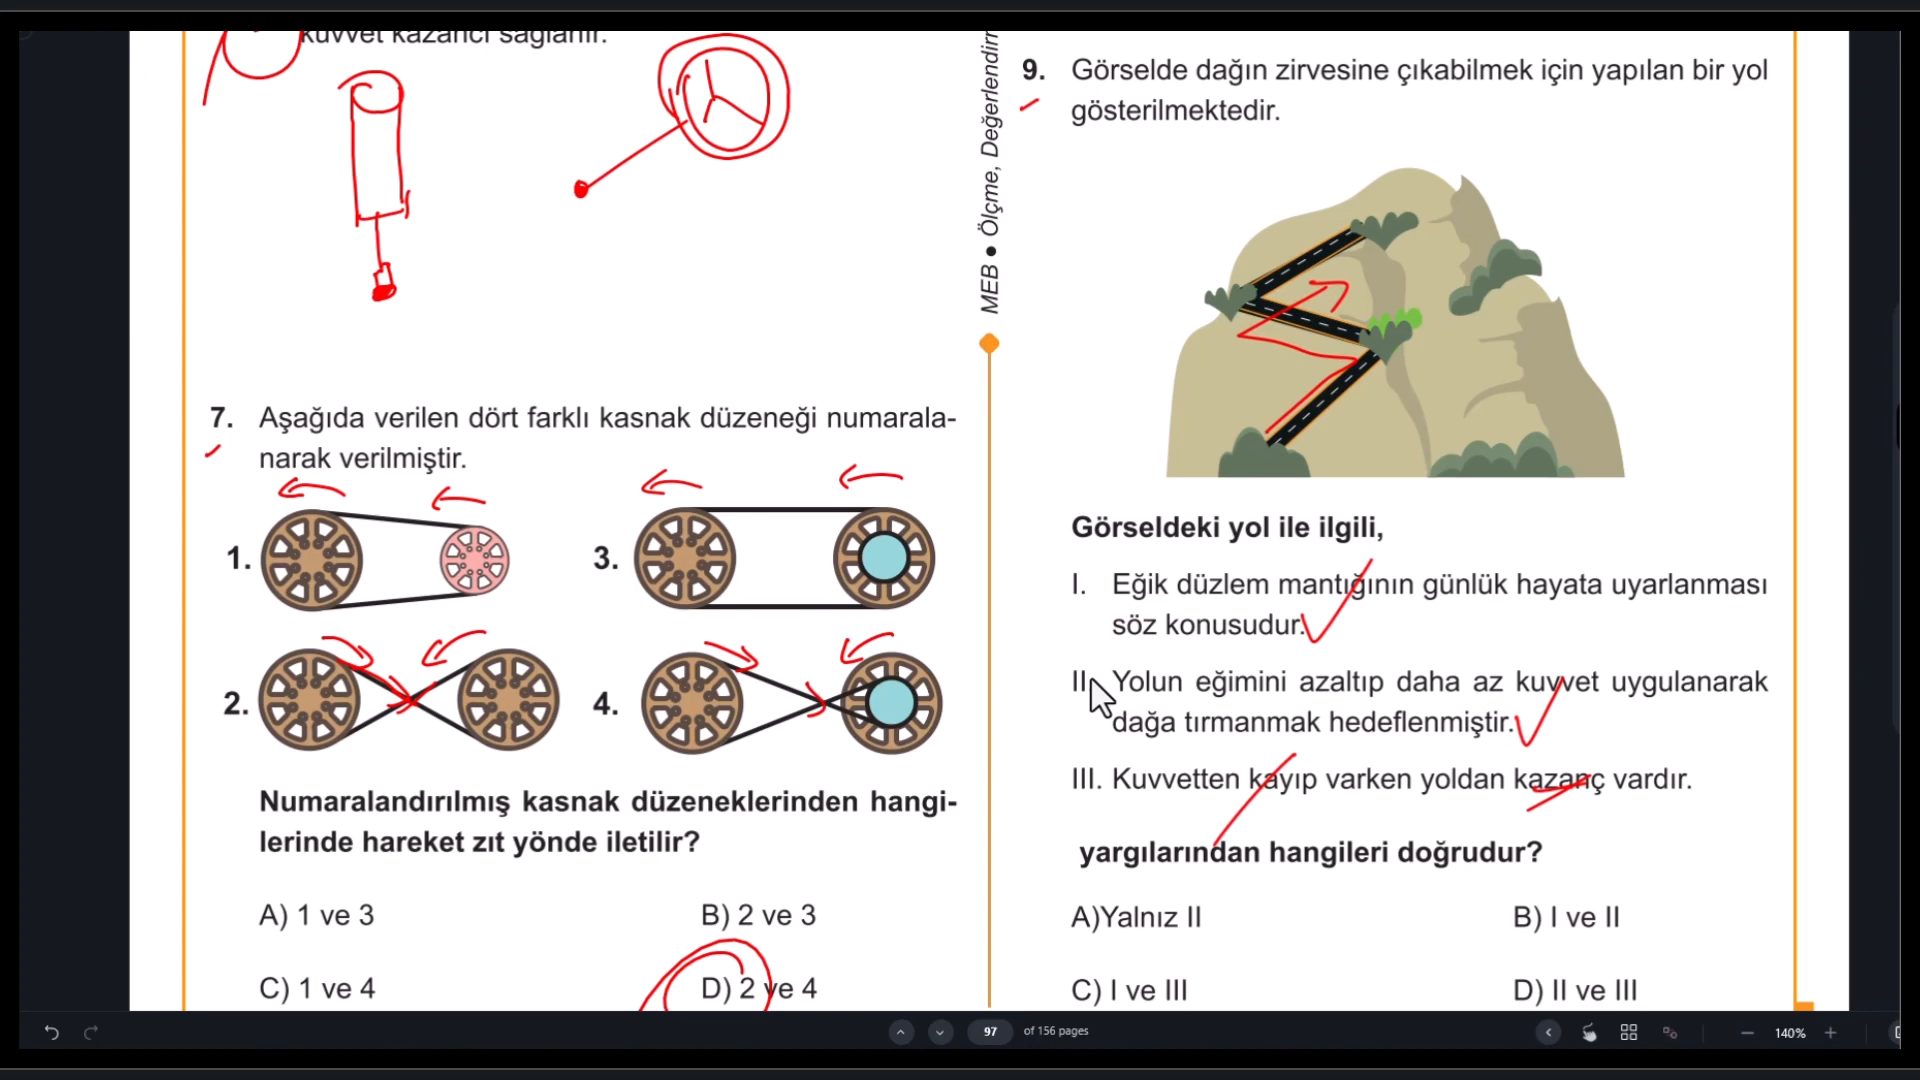 kuvvet kazancı sağlanır.
7. Aşağıda verilen dört farklı kasnak düzeneği numarala-
narak verilmiştir.
1.
3.
2.
4.
Numaralandırılmış kasnak düzeneklerinden hangi-
lerinde hareket zıt yönde iletilir?
A) 1 ve 3
B) 2 ve 3
C) 1 ve 4
D) 2 ve 4
MEB ● Ölçme, Değerlendirm
9. Görselde dağın zirvesine çıkabilmek için yapılan bir yol
gösterilmektedir.
Görseldeki yol ile ilgili,
I. Eğik düzlem mantığının günlük hayata uyarlanması
söz konusudur.
II. Yolun eğimini azaltıp daha az kuvvet uygulanarak
dağa tırmanmak hedeflenmiştir.
III. Kuvvetten kayıp varken yoldan kazanç vardır.
yargılarından hangileri doğrudur?
A)Yalnız II
B) I ve II
C) I ve III
D) II ve III
97 of 156 pages
140%